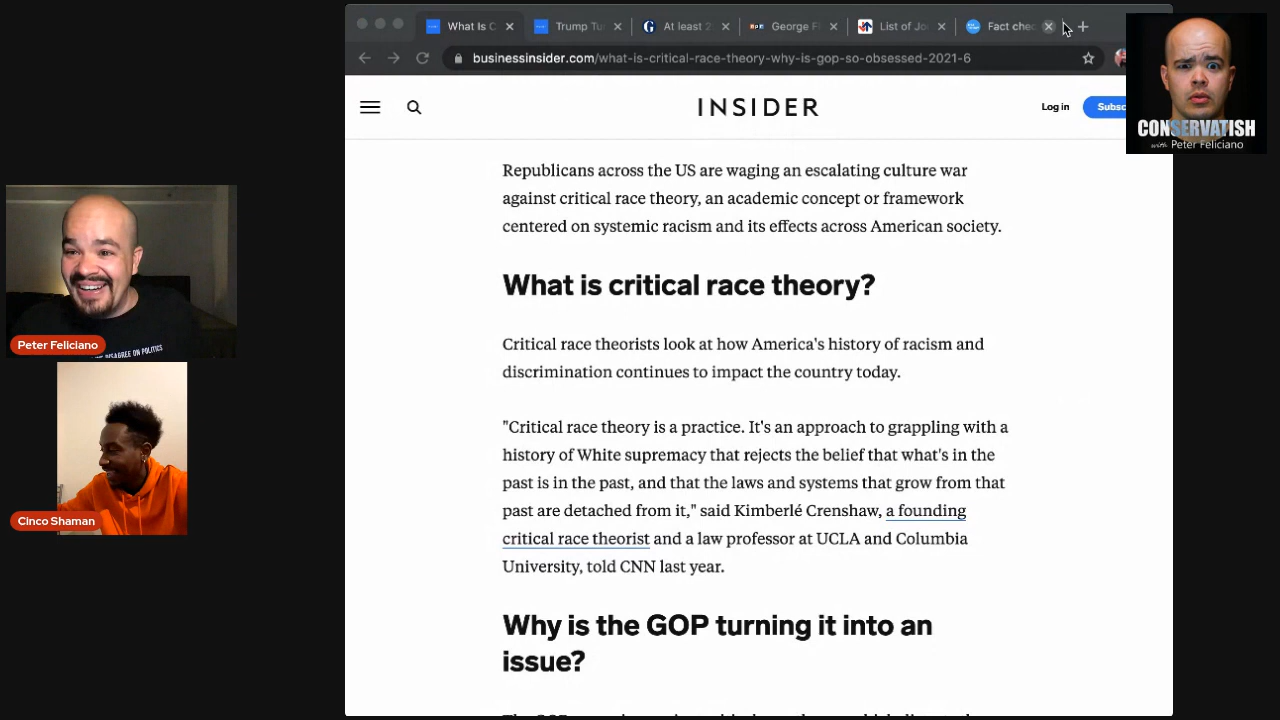 What Is C
Trump Tu
At least 2
George Fl
List of Jo
Fact chec
businessinsider.com/what-is-critical-race-theory-why-is-gop-so-obsessed-2021-6
INSIDER
Log in
Subsc
CONSERVATISH
with Peter Feliciano
Republicans across the US are waging an escalating culture war
against critical race theory, an academic concept or framework
centered on systemic racism and its effects across American society.
What is critical race theory?
Critical race theorists look at how America's history of racism and
discrimination continues to impact the country today.
"Critical race theory is a practice. It's an approach to grappling with a
history of White supremacy that rejects the belief that what's in the
past is in the past, and that the laws and systems that grow from that
past are detached from it," said Kimberlé Crenshaw, a founding
critical race theorist and a law professor at UCLA and Columbia
University, told CNN last year.
Why is the GOP turning it into an
issue?
DISAGREE ON POLITICS
Peter Feliciano
Cinco Shaman